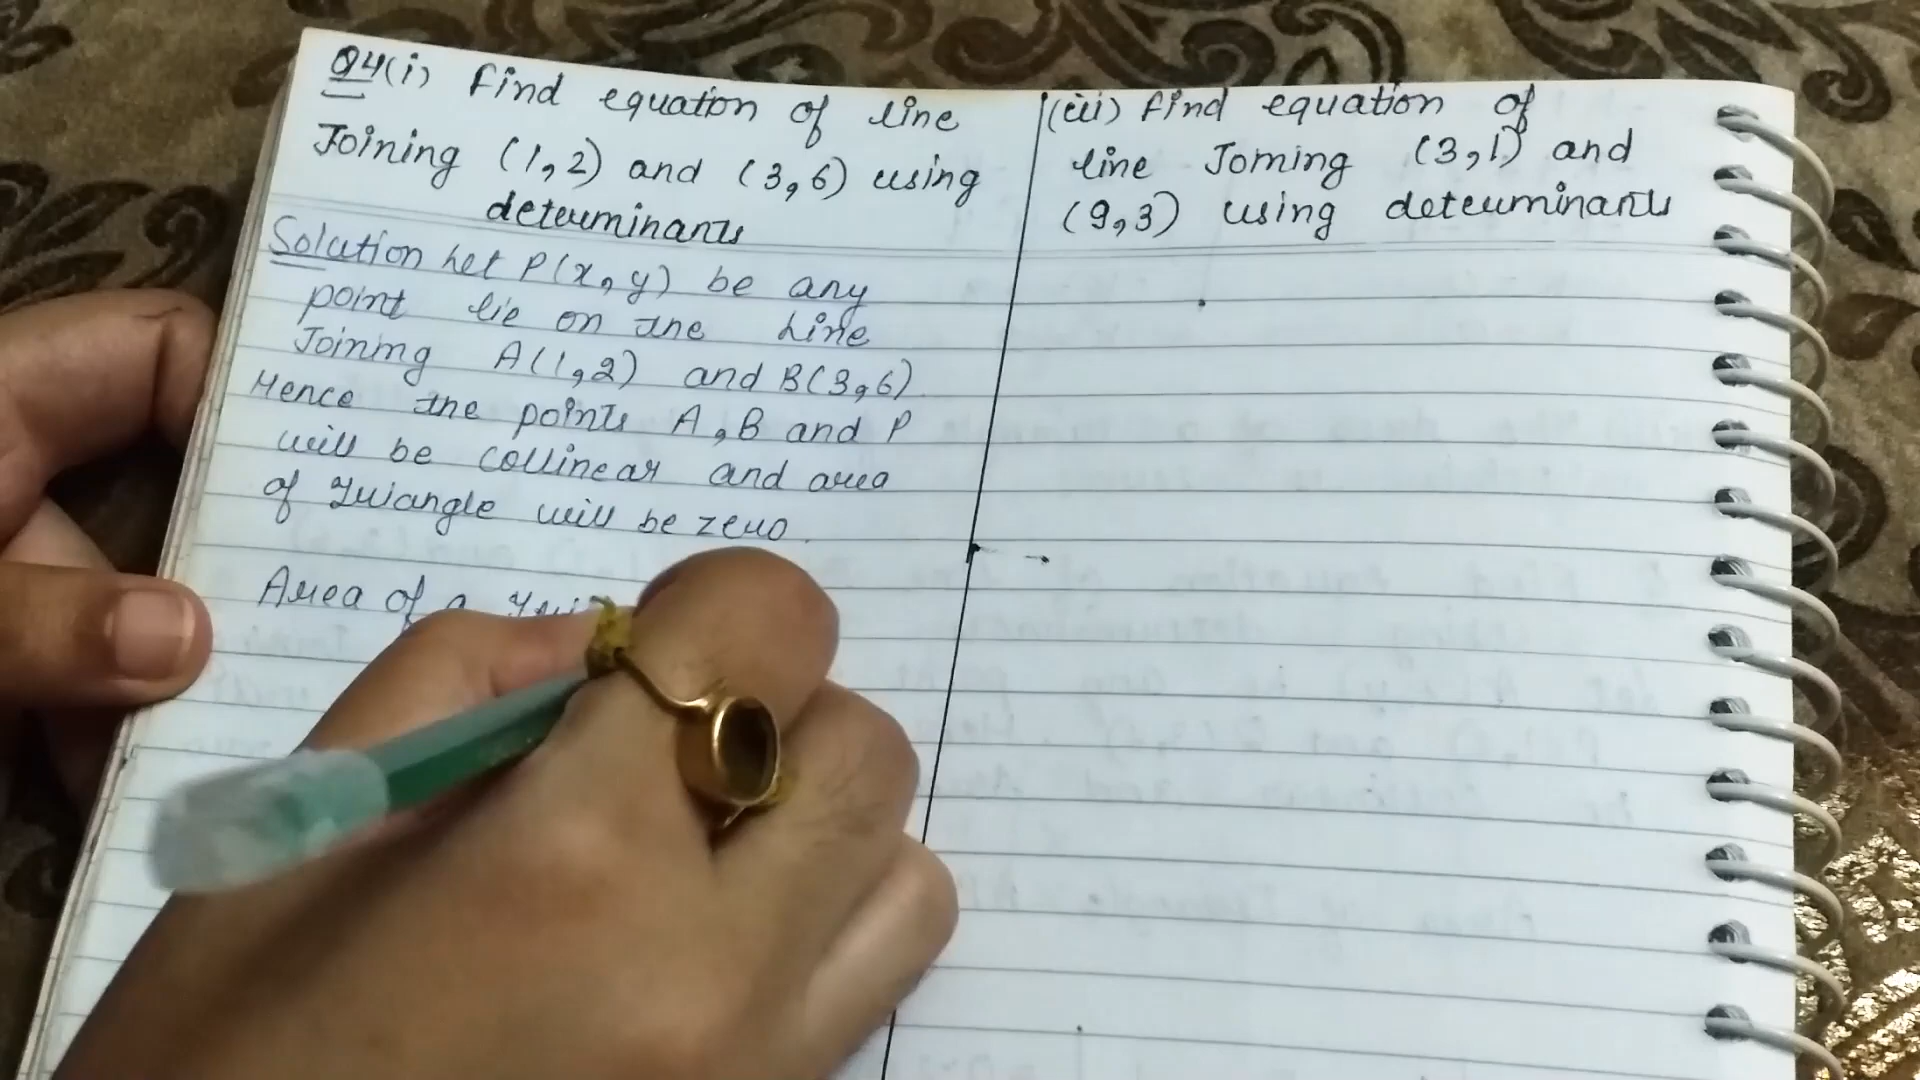 Q4(i) Find equation of line
Joining (1,2) and (3,6) using
determinants
Solution Let P(x,y) be any
point lie on the Line
Joining A(1,2) and B(3,6).
Hence the points A,B and P
will be collinear and area
of Triangle will be zero.
Area of a
(ii) Find equation of
line Joining (3,1) and
(9,3) using determinants